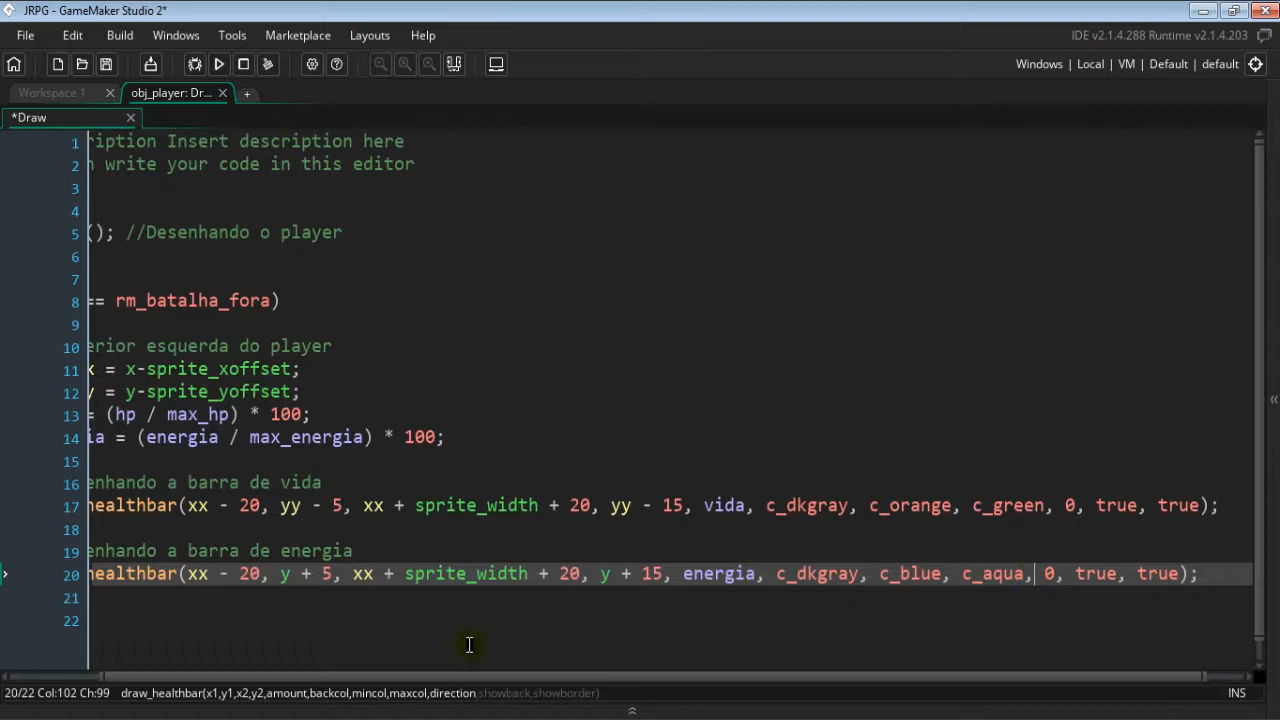 JRPG - GameMaker Studio 2*
File Edit Build Windows Tools Marketplace Layouts Help
IDE v2.1.4.288 Runtime v2.1.4.203
Windows | Local | VM | Default | default
Workspace 1 obj_player: Dr...
*Draw
1 ription Insert description here
2 write your code in this editor
3
4
5 (); //Desenhando o player
6
7
8 == rm_batalha_fora)
9
10 erior esquerda do player
11 x = x-sprite_xoffset;
12 y = y-sprite_yoffset;
13 = (hp / max_hp) * 100;
14 ia = (energia / max_energia) * 100;
15
16 enhando a barra de vida
17 healthbar(xx - 20, yy - 5, xx + sprite_width + 20, yy - 15, vida, c_dkgray, c_orange, c_green, 0, true, true);
18
19 enhando a barra de energia
20 healthbar(xx - 20, y + 5, xx + sprite_width + 20, y + 15, energia, c_dkgray, c_blue, c_aqua, 0, true, true);
21
22
20/22 Col:102 Ch:99 draw_healthbar(x1,y1,x2,y2,amount,backcol,mincol,maxcol,direction,showback,showborder) INS